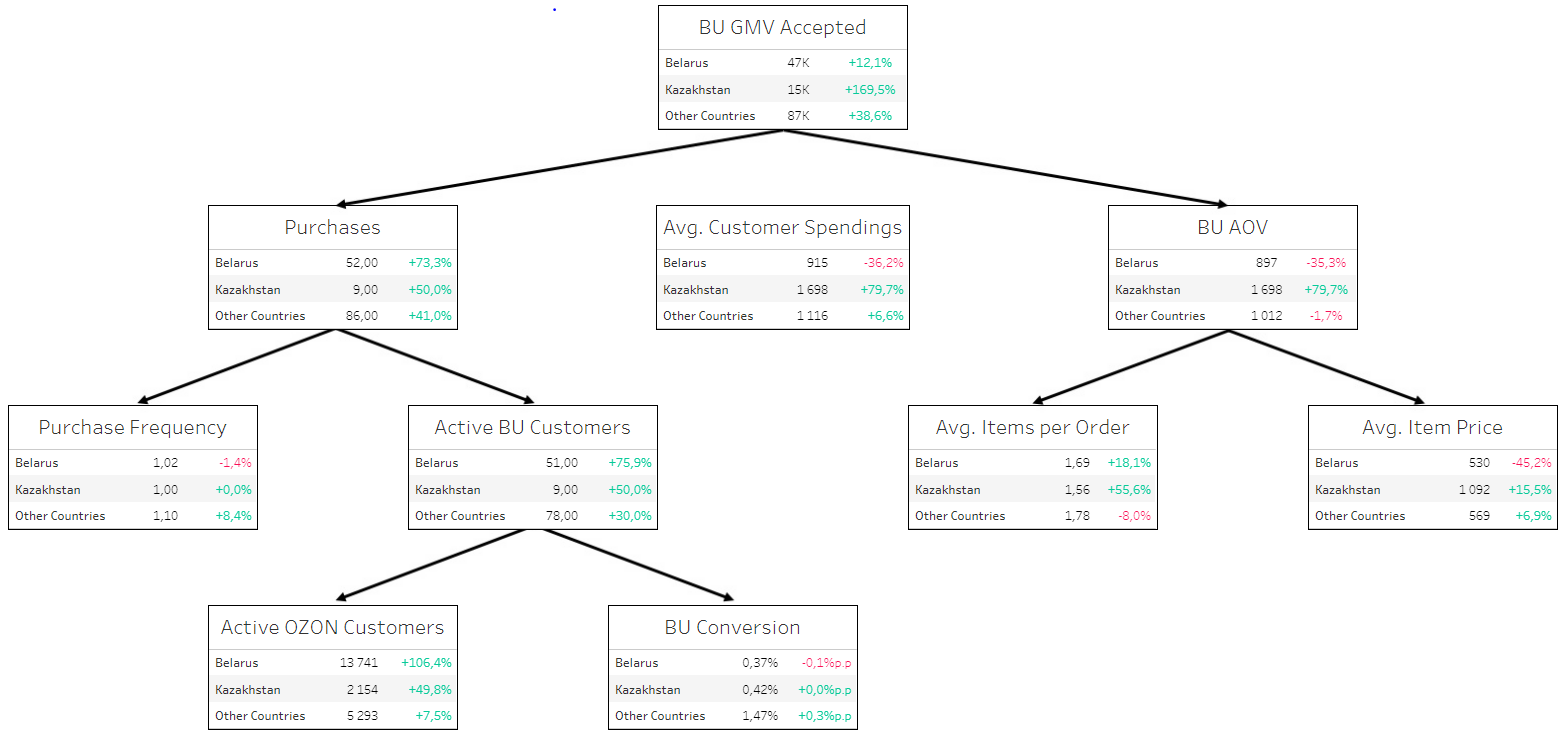 BU GMV Accepted
Belarus 47K +12,1%
Kazakhstan 15K +169,5%
Other Countries 87K +38,6%
Purchases
Belarus 52,00 +73,3%
Kazakhstan 9,00 +50,0%
Other Countries 86,00 +41,0%
Avg. Customer Spendings
Belarus 915 -36,2%
Kazakhstan 1 698 +79,7%
Other Countries 1 116 +6,6%
BU AOV
Belarus 897 -35,3%
Kazakhstan 1 698 +79,7%
Other Countries 1 012 -1,7%
Purchase Frequency
Belarus 1,02 -1,4%
Kazakhstan 1,00 +0,0%
Other Countries 1,10 +8,4%
Active BU Customers
Belarus 51,00 +75,9%
Kazakhstan 9,00 +50,0%
Other Countries 78,00 +30,0%
Avg. Items per Order
Belarus 1,69 +18,1%
Kazakhstan 1,56 +55,6%
Other Countries 1,78 -8,0%
Avg. Item Price
Belarus 530 -45,2%
Kazakhstan 1 092 +15,5%
Other Countries 569 +6,9%
Active OZON Customers
Belarus 13 741 +106,4%
Kazakhstan 2 154 +49,8%
Other Countries 5 293 +7,5%
BU Conversion
Belarus 0,37% -0,1%p.p
Kazakhstan 0,42% +0,0%p.p
Other Countries 1,47% +0,3%p.p